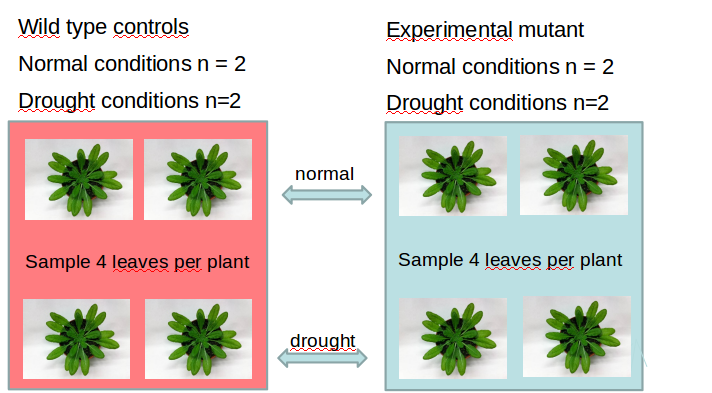 Wild type controls
Normal conditions n = 2
Drought conditions n=2
Experimental mutant
Normal conditions n = 2
Drought conditions n=2
normal
Sample 4 leaves per plant
Sample 4 leaves per plant
drought